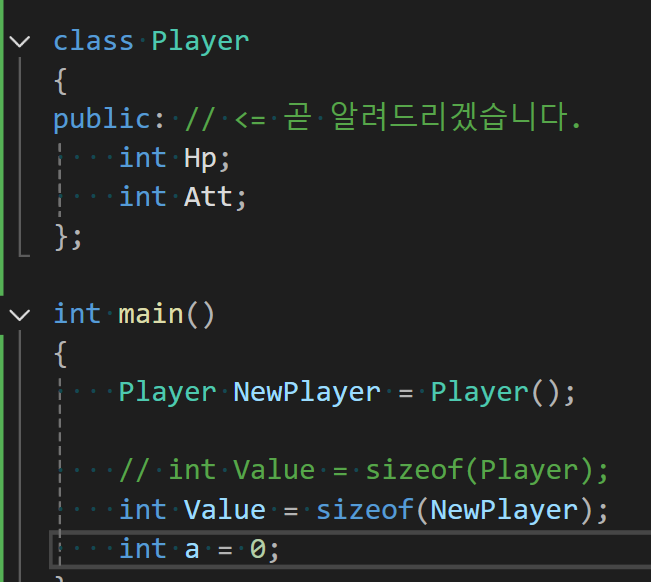 class Player
{
public: // <= 곧 알려드리겠습니다.
    int Hp;
    int Att;
};
int main()
{
    Player NewPlayer = Player();
    // int Value = sizeof(Player);
    int Value = sizeof(NewPlayer);
    int a = 0;
}